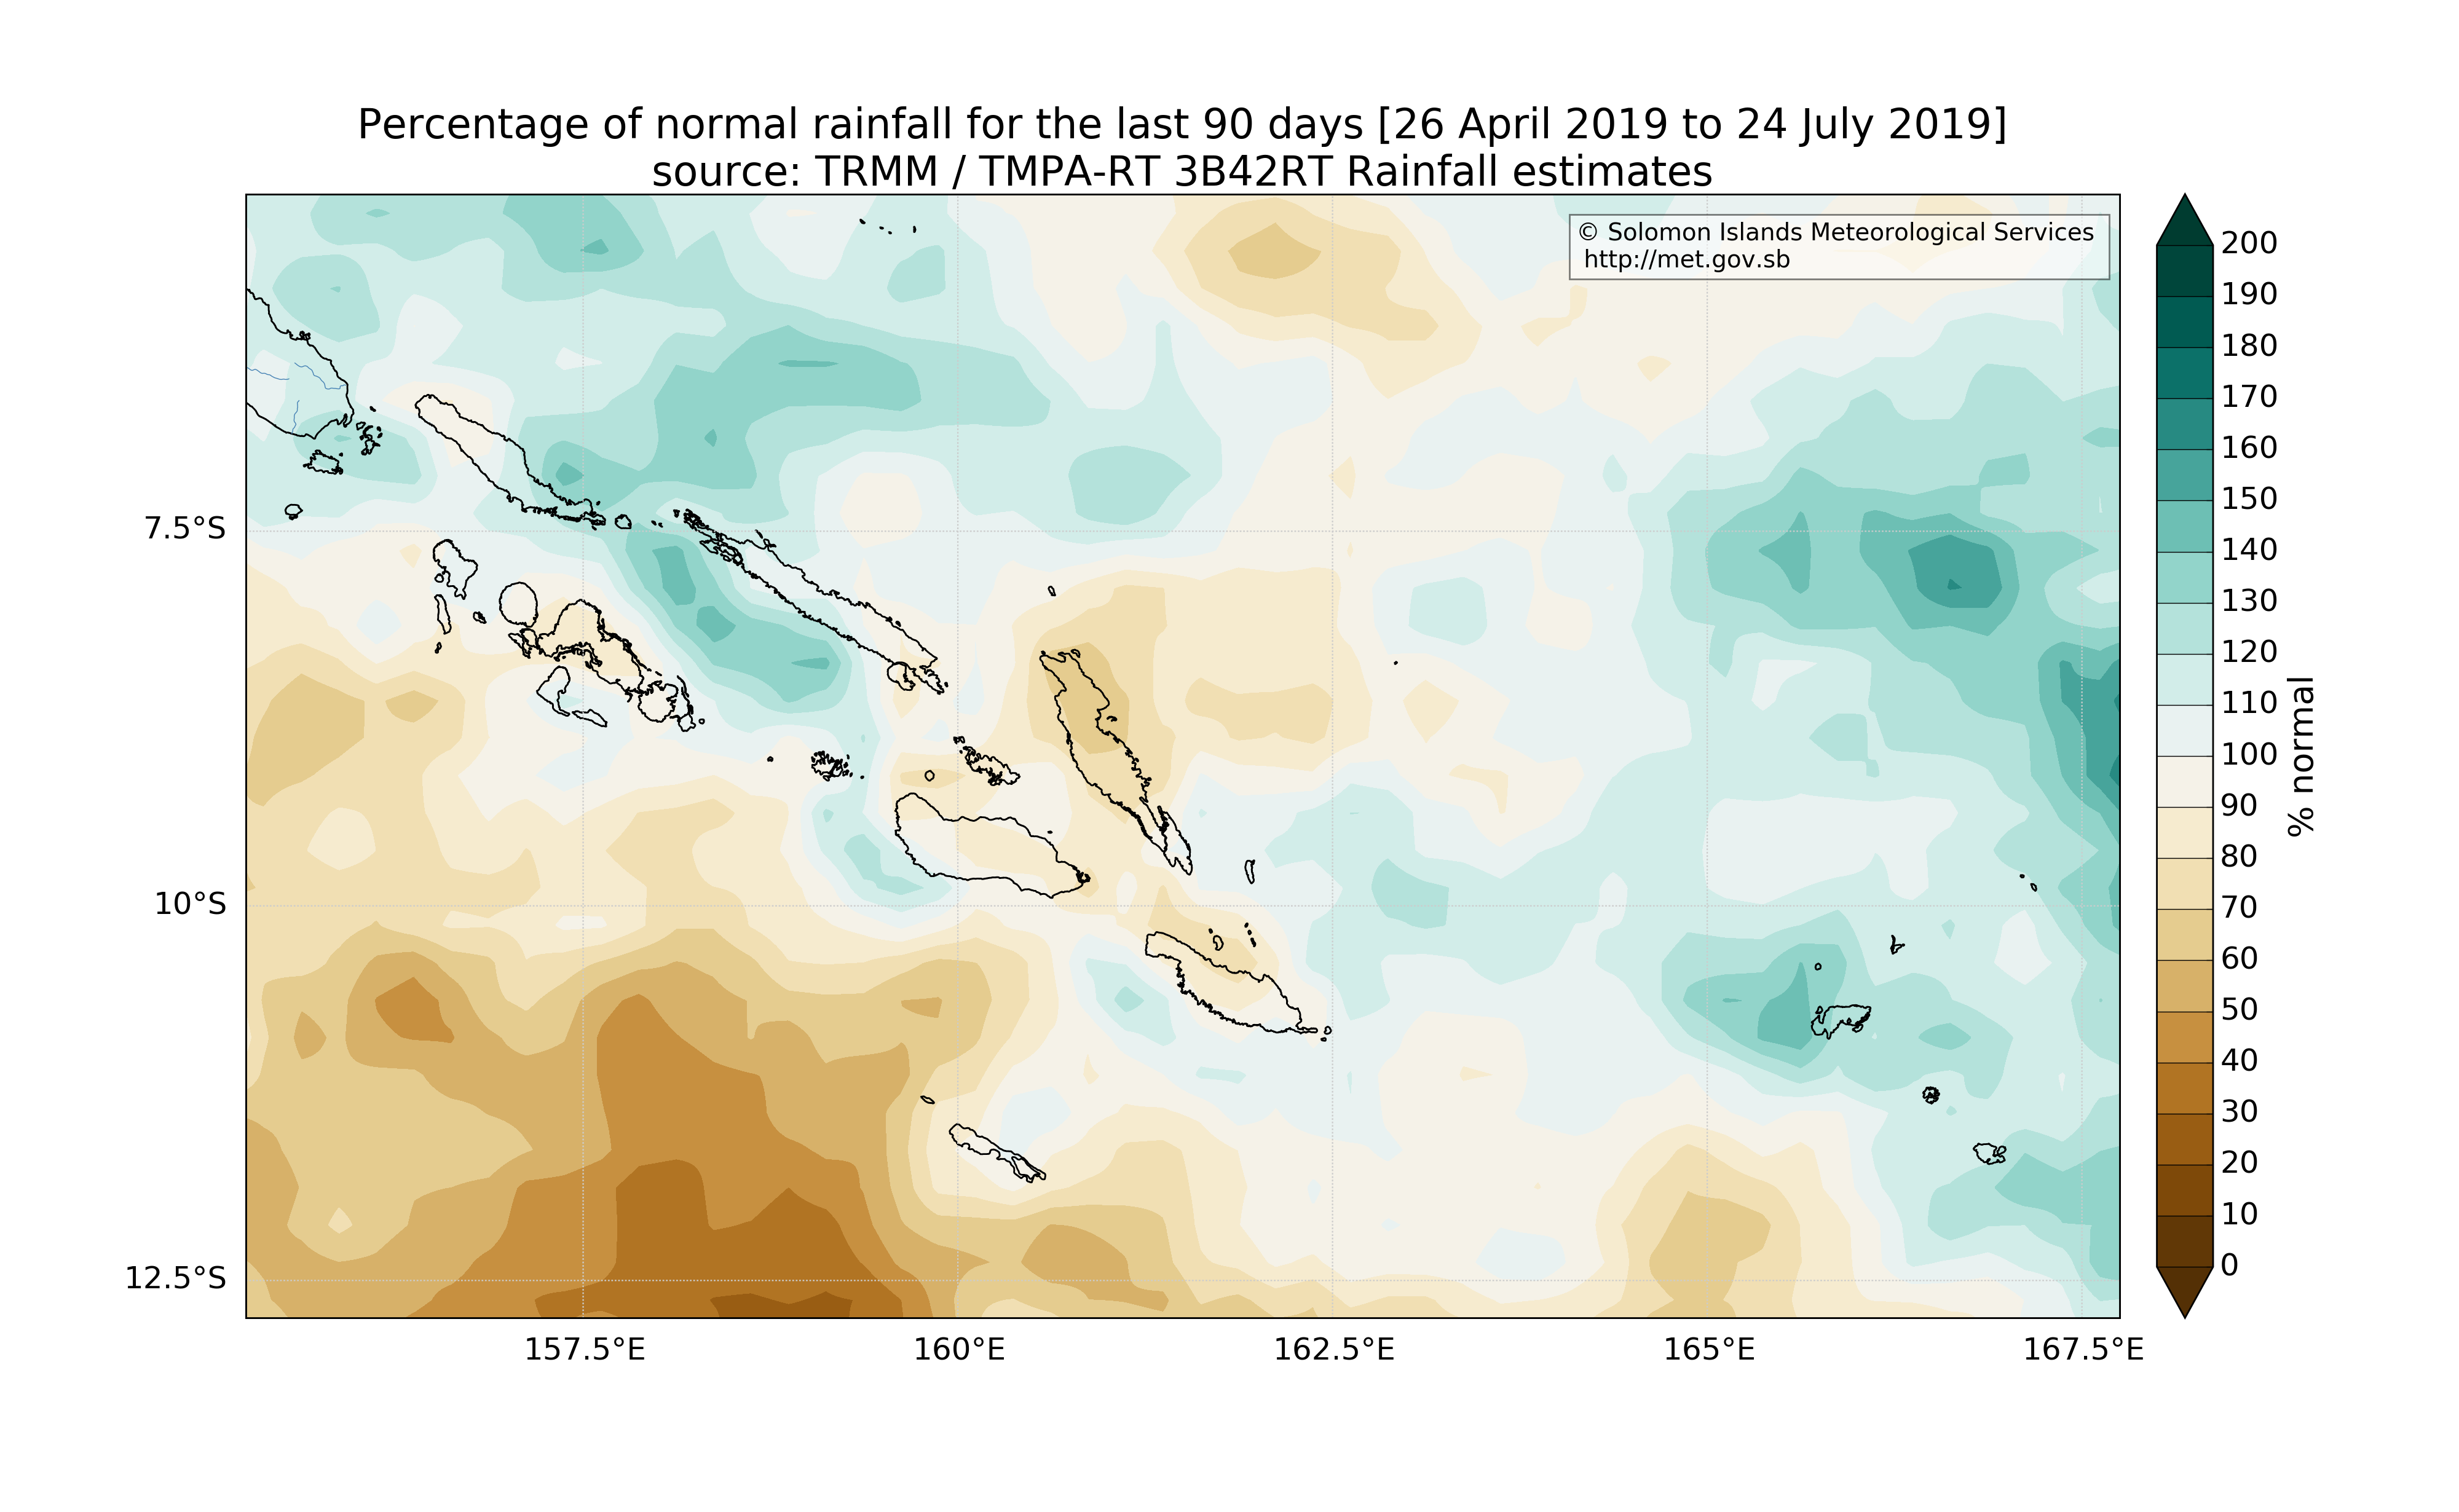 Percentage of normal rainfall for the last 90 days [26 April 2019 to 24 July 2019]
source: TRMM / TMPA-RT 3B42RT Rainfall estimates
© Solomon Islands Meteorological Services
http://met.gov.sb
7.5°S
10°S
12.5°S
157.5°E
160°E
162.5°E
165°E
167.5°E
200
190
180
170
160
150
140
130
120
110
100
90
80
70
60
50
40
30
20
10
0
% normal